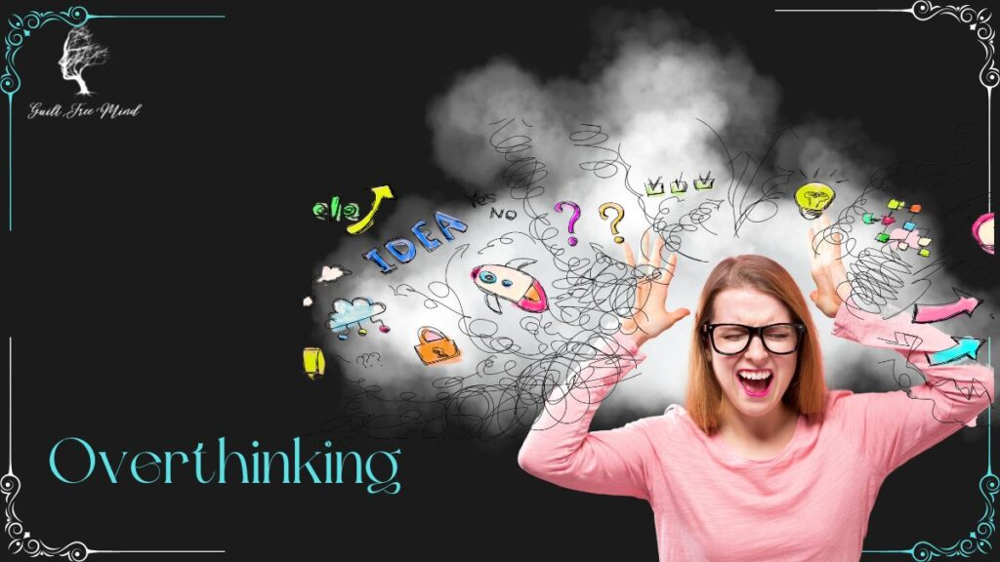 Guilt Free Mind
YES
NO
IDEA
???
Overthinking